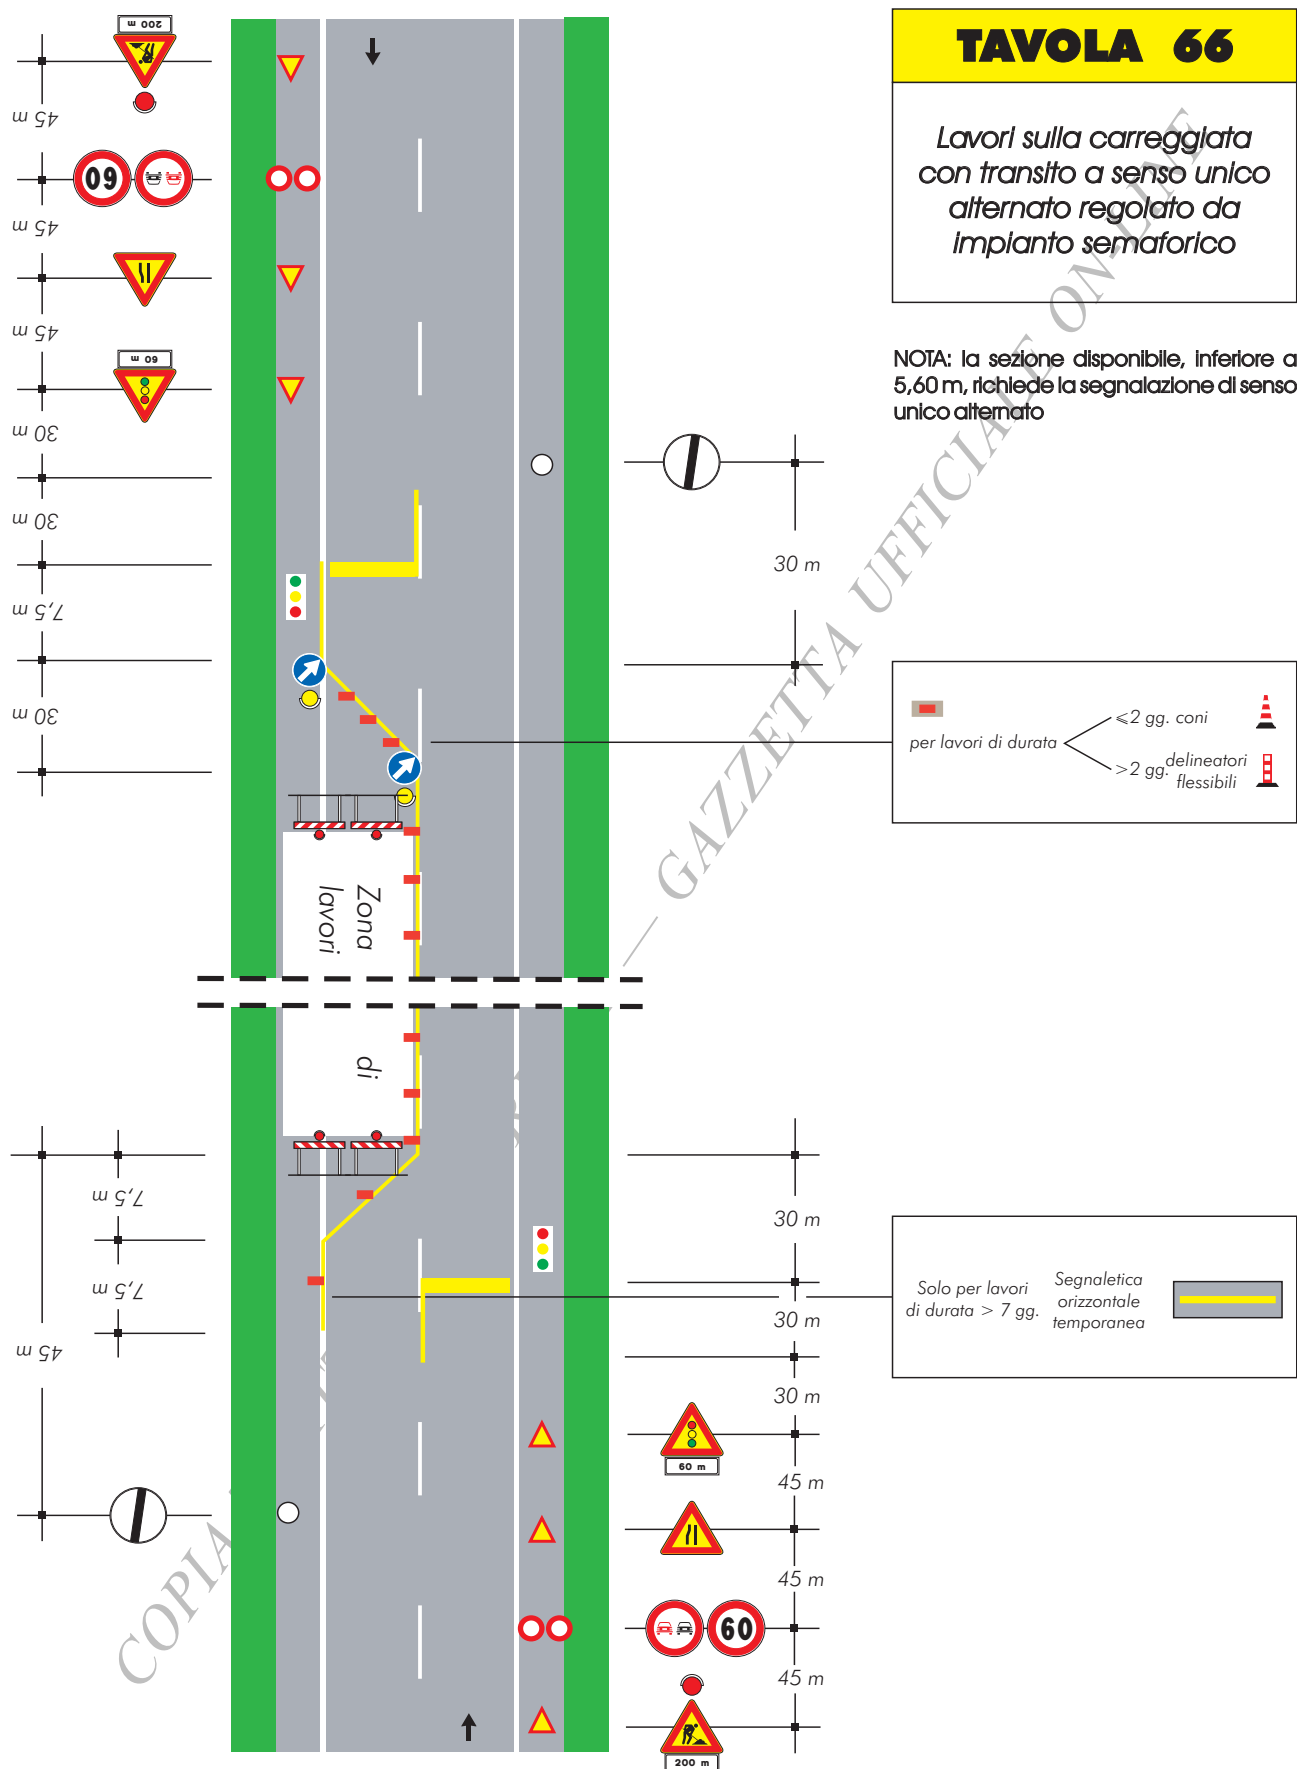 TAVOLA 66
Lavori sulla carreggiata
con transito a senso unico
alternato regolato da
impianto semaforico
NOTA: la sezione disponibile, inferiore a
5,60 m, richiede la segnalazione di senso
unico alternato
200 m
45 m
60
45 m
45 m
60 m
30 m
30 m
7,5 m
30 m
30 m
per lavori di durata
≤2 gg. coni
>2 gg. delineatori
flessibili
Zona
lavori
di
7,5 m
7,5 m
45 m
30 m
30 m
30 m
Solo per lavori
di durata > 7 gg.
Segnaletica
orizzontale
temporanea
60 m
45 m
45 m
60
45 m
200 m
COPIA
— GAZZETTA UFFICIALE ON-LINE